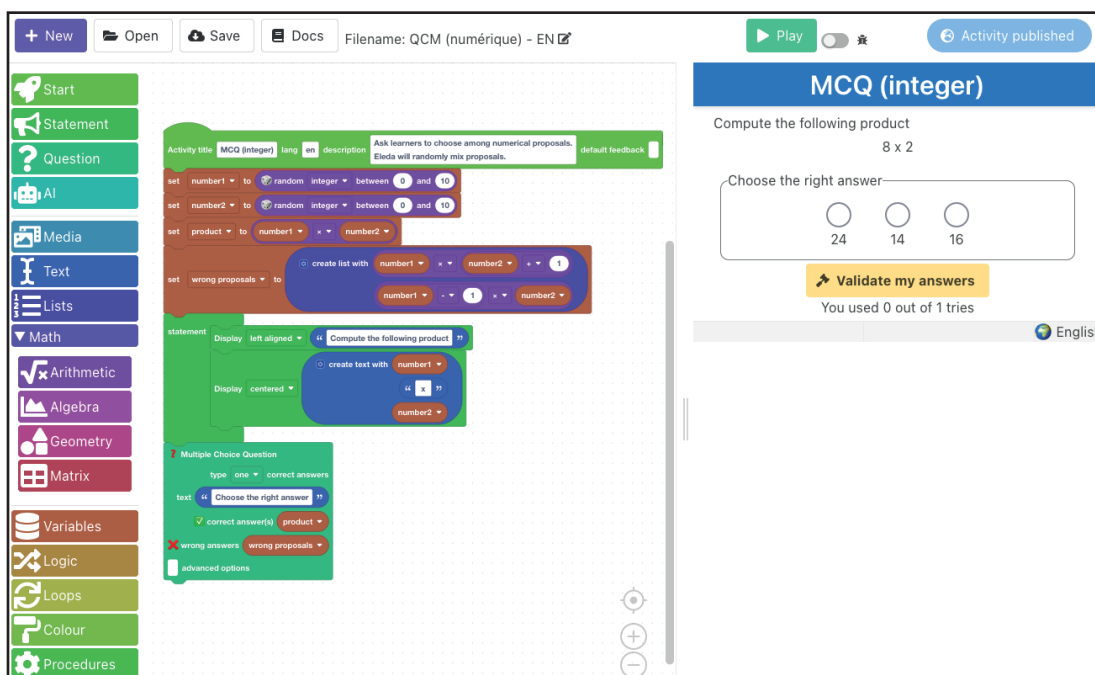 + New
Open
Save
Docs
Filename: QCM (numérique) - EN
Play
Activity published
Start
Statement
Question
AI
Media
Text
Lists
Math
Arithmetic
Algebra
Geometry
Matrix
Variables
Logic
Loops
Colour
Procedures
Activity title MCQ (integer) lang en description Ask learners to choose among numerical proposals. default feedback
Eleda will randomly mix proposals.
set number1 to random integer between 0 and 10
set number2 to random integer between 0 and 10
set product to number1 × number2
set wrong proposals to create list with number1 × number2 + 1
number1 - 1 × number2
statement
Display left aligned “ Compute the following product ”
Display centered create text with number1
“ x ”
number2
? Multiple Choice Question
type one correct answers
text “ Choose the right answer ”
correct answer(s) product
wrong answers wrong proposals
advanced options
MCQ (integer)
Compute the following product
8 x 2
Choose the right answer
24 14 16
Validate my answers
You used 0 out of 1 tries
Englis